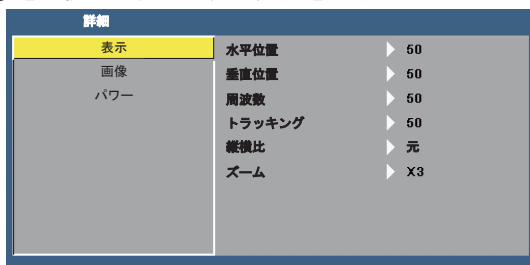 詳細
表示
画像
パワー
水平位置 50
垂直位置 50
周波数 50
トラッキング 50
縦横比 元
ズーム X3